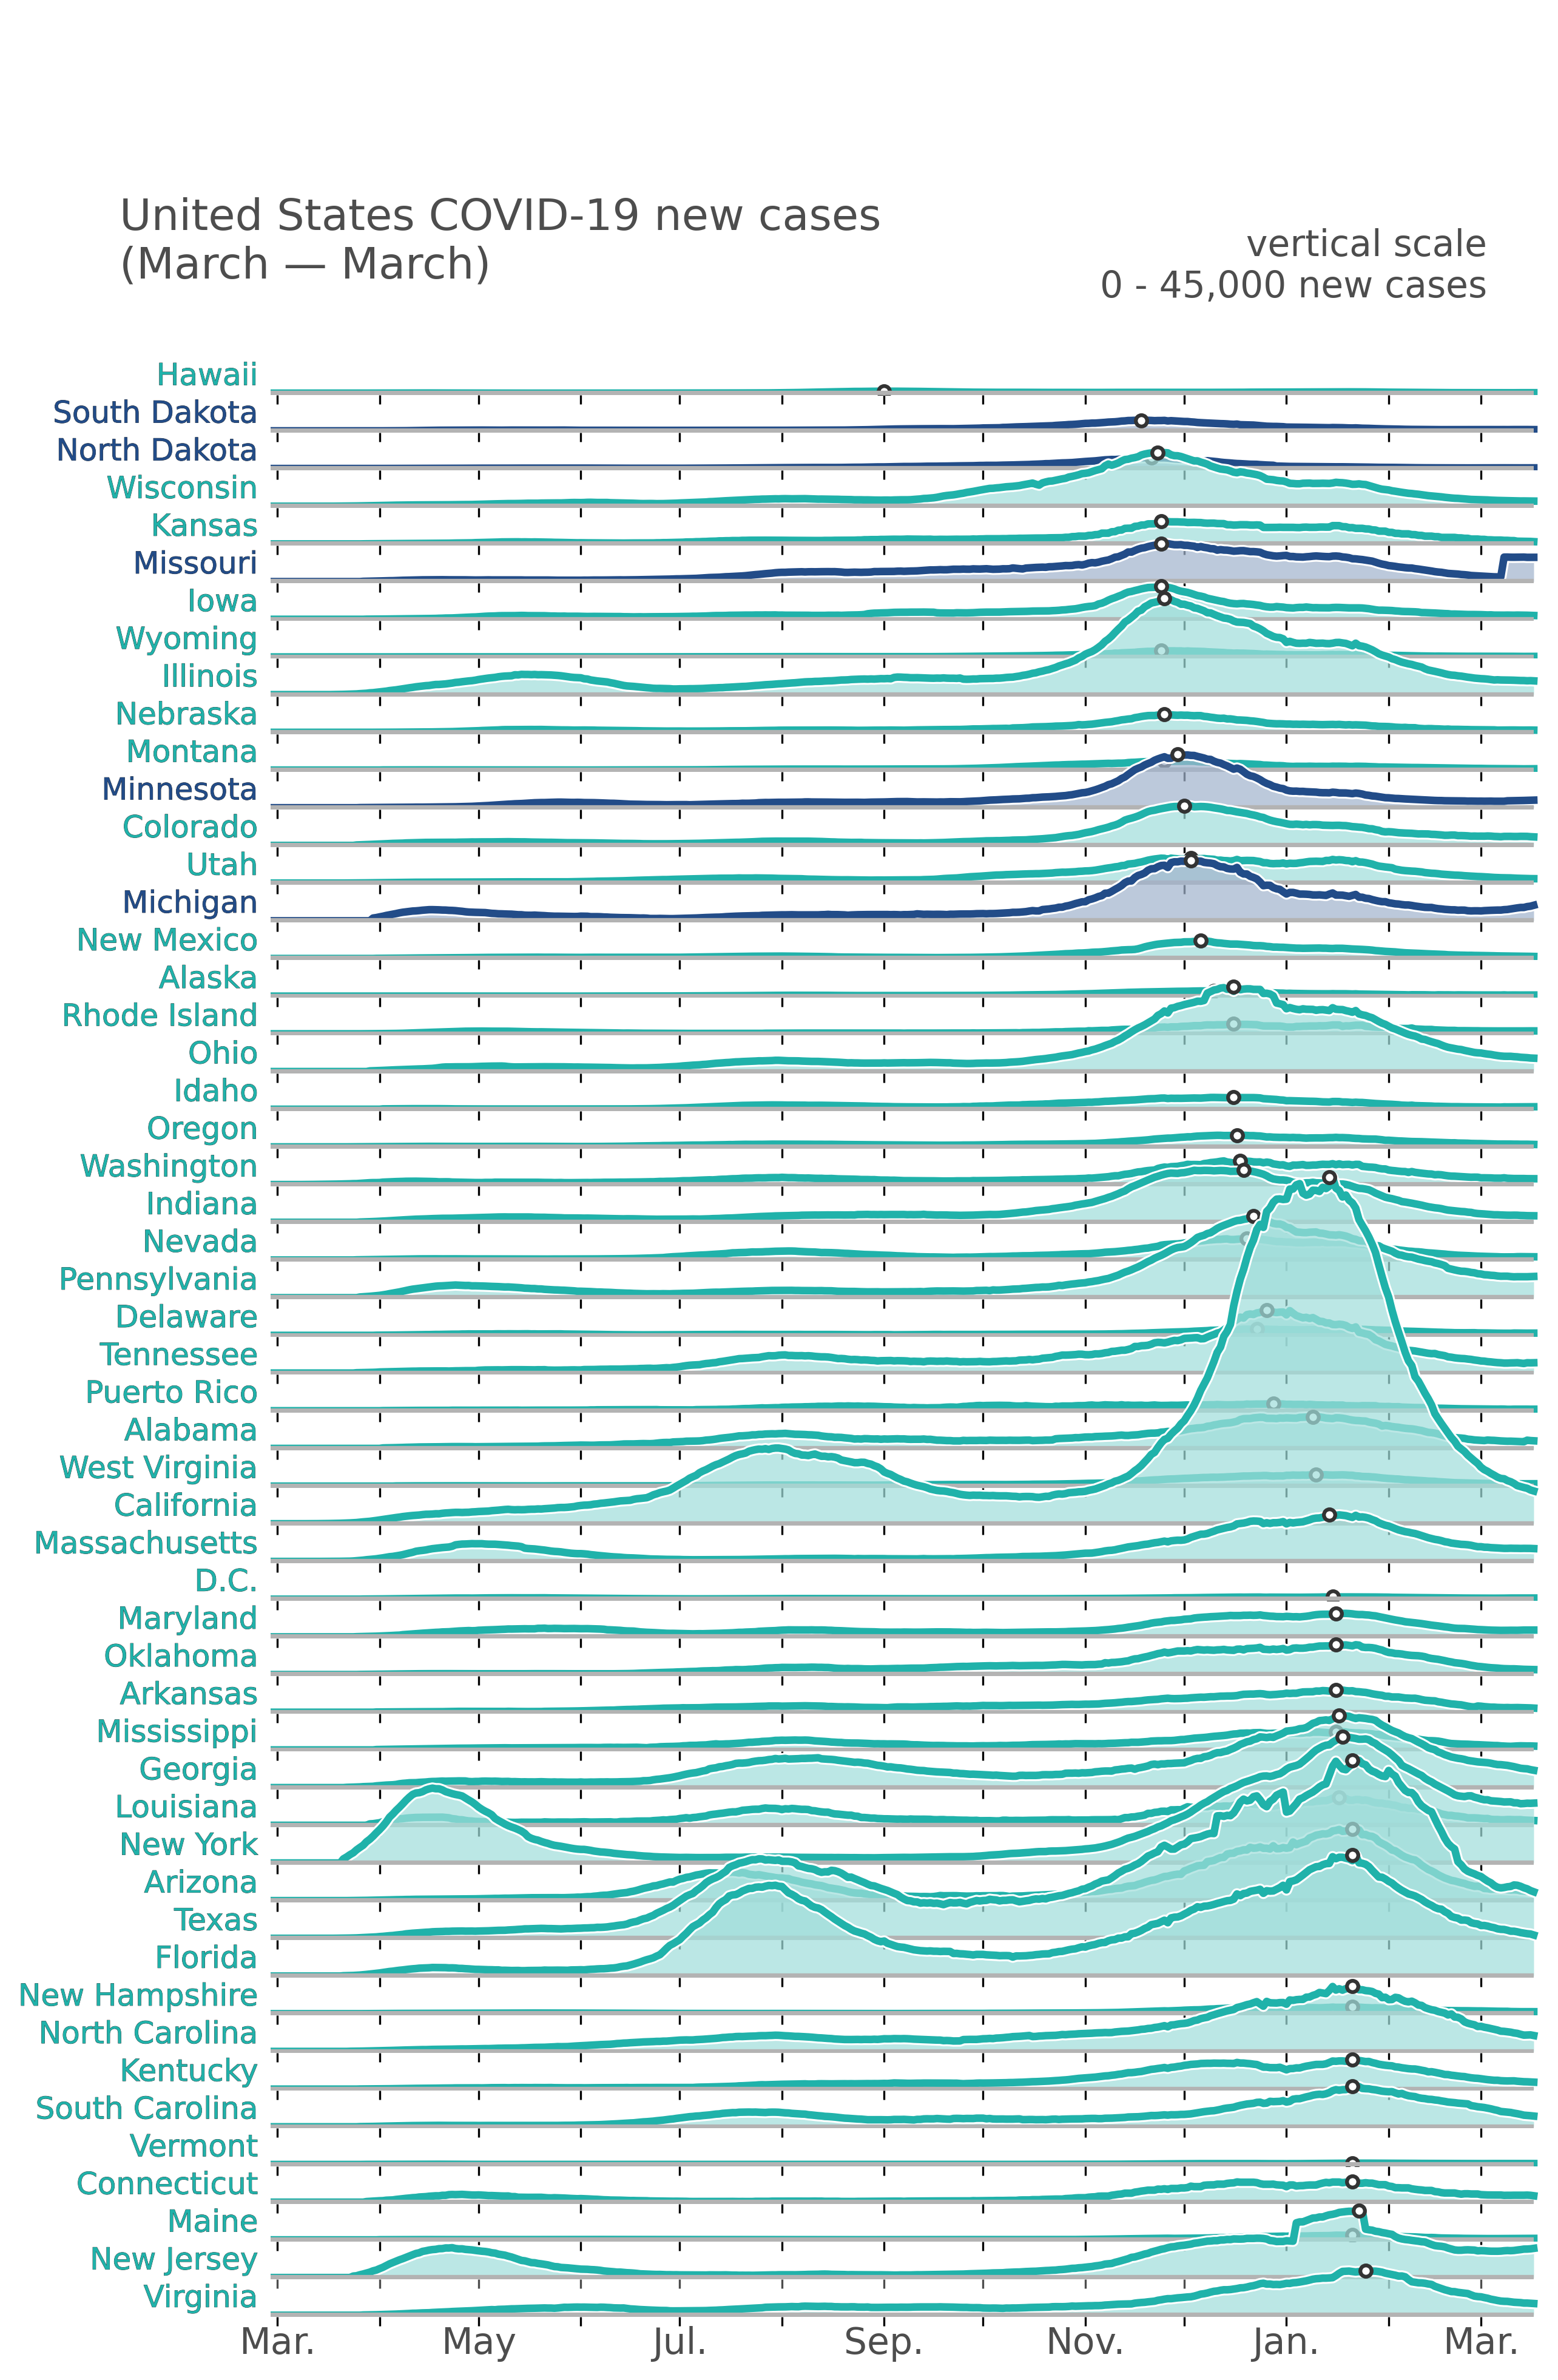 United States COVID-19 new cases
(March — March)
vertical scale
0 - 45,000 new cases
Hawaii
South Dakota
North Dakota
Wisconsin
Kansas
Missouri
Iowa
Wyoming
Illinois
Nebraska
Montana
Minnesota
Colorado
Utah
Michigan
New Mexico
Alaska
Rhode Island
Ohio
Idaho
Oregon
Washington
Indiana
Nevada
Pennsylvania
Delaware
Tennessee
Puerto Rico
Alabama
West Virginia
California
Massachusetts
D.C.
Maryland
Oklahoma
Arkansas
Mississippi
Georgia
Louisiana
New York
Arizona
Texas
Florida
New Hampshire
North Carolina
Kentucky
South Carolina
Vermont
Connecticut
Maine
New Jersey
Virginia
Mar. May Jul. Sep. Nov. Jan. Mar.